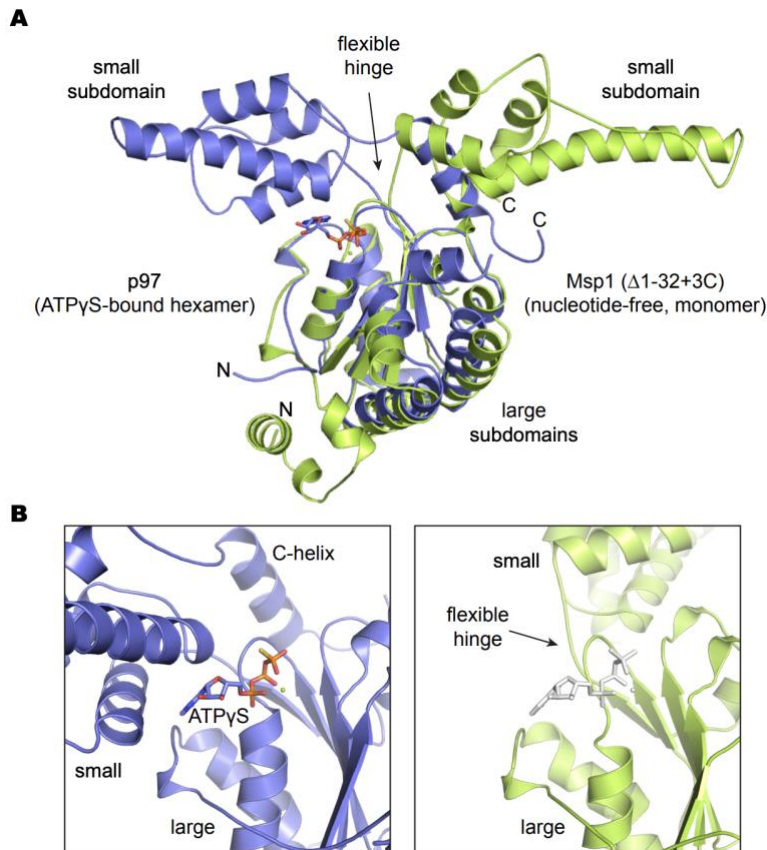 A
flexible
hinge
small
subdomain
small
subdomain
C
C
p97
(ATPγS-bound hexamer)
Msp1 (Δ1-32+3C)
(nucleotide-free, monomer)
N
N
large
subdomains
B
C-helix
ATPγS
small
large
small
flexible
hinge
large